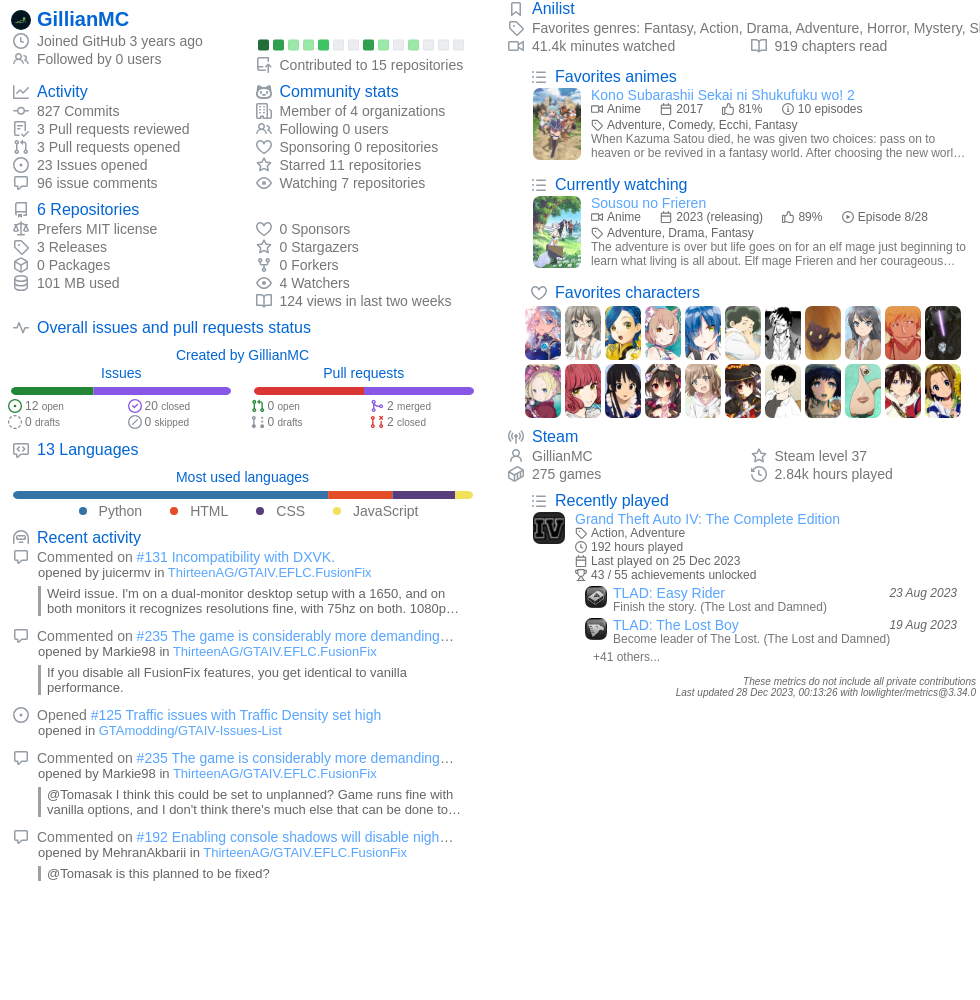 GillianMC
Joined GitHub 3 years ago
Followed by 0 users
Contributed to 15 repositories
Activity
827 Commits
3 Pull requests reviewed
3 Pull requests opened
23 Issues opened
96 issue comments
Community stats
Member of 4 organizations
Following 0 users
Sponsoring 0 repositories
Starred 11 repositories
Watching 7 repositories
6 Repositories
Prefers MIT license
3 Releases
0 Packages
101 MB used
0 Sponsors
0 Stargazers
0 Forkers
4 Watchers
124 views in last two weeks
Overall issues and pull requests status
Created by GillianMC
Issues
12 open
20 closed
0 drafts
0 skipped
Pull requests
0 open
2 merged
0 drafts
2 closed
13 Languages
Most used languages
Python HTML CSS JavaScript
Recent activity
Commented on #131 Incompatibility with DXVK.
opened by juicermv in ThirteenAG/GTAIV.EFLC.FusionFix
Weird issue. I'm on a dual-monitor desktop setup with a 1650, and on
both monitors it recognizes resolutions fine, with 75hz on both. 1080p…
Commented on #235 The game is considerably more demanding…
opened by Markie98 in ThirteenAG/GTAIV.EFLC.FusionFix
If you disable all FusionFix features, you get identical to vanilla
performance.
Opened #125 Traffic issues with Traffic Density set high
opened in GTAmodding/GTAIV-Issues-List
Commented on #235 The game is considerably more demanding…
opened by Markie98 in ThirteenAG/GTAIV.EFLC.FusionFix
@Tomasak I think this could be set to unplanned? Game runs fine with
vanilla options, and I don't think there's much else that can be done to…
Commented on #192 Enabling console shadows will disable nigh…
opened by MehranAkbarii in ThirteenAG/GTAIV.EFLC.FusionFix
@Tomasak is this planned to be fixed?
Anilist
Favorites genres: Fantasy, Action, Drama, Adventure, Horror, Mystery, Sl
41.4k minutes watched
919 chapters read
Favorites animes
Kono Subarashii Sekai ni Shukufuku wo! 2
Anime 2017 81% 10 episodes
Adventure, Comedy, Ecchi, Fantasy
When Kazuma Satou died, he was given two choices: pass on to
heaven or be revived in a fantasy world. After choosing the new worl…
Currently watching
Sousou no Frieren
Anime 2023 (releasing) 89% Episode 8/28
Adventure, Drama, Fantasy
The adventure is over but life goes on for an elf mage just beginning to
learn what living is all about. Elf mage Frieren and her courageous…
Favorites characters
Steam
GillianMC
Steam level 37
275 games
2.84k hours played
Recently played
IV
Grand Theft Auto IV: The Complete Edition
Action, Adventure
192 hours played
Last played on 25 Dec 2023
43 / 55 achievements unlocked
TLAD: Easy Rider 23 Aug 2023
Finish the story. (The Lost and Damned)
TLAD: The Lost Boy 19 Aug 2023
Become leader of The Lost. (The Lost and Damned)
+41 others...
These metrics do not include all private contributions
Last updated 28 Dec 2023, 00:13:26 with lowlighter/metrics@3.34.0